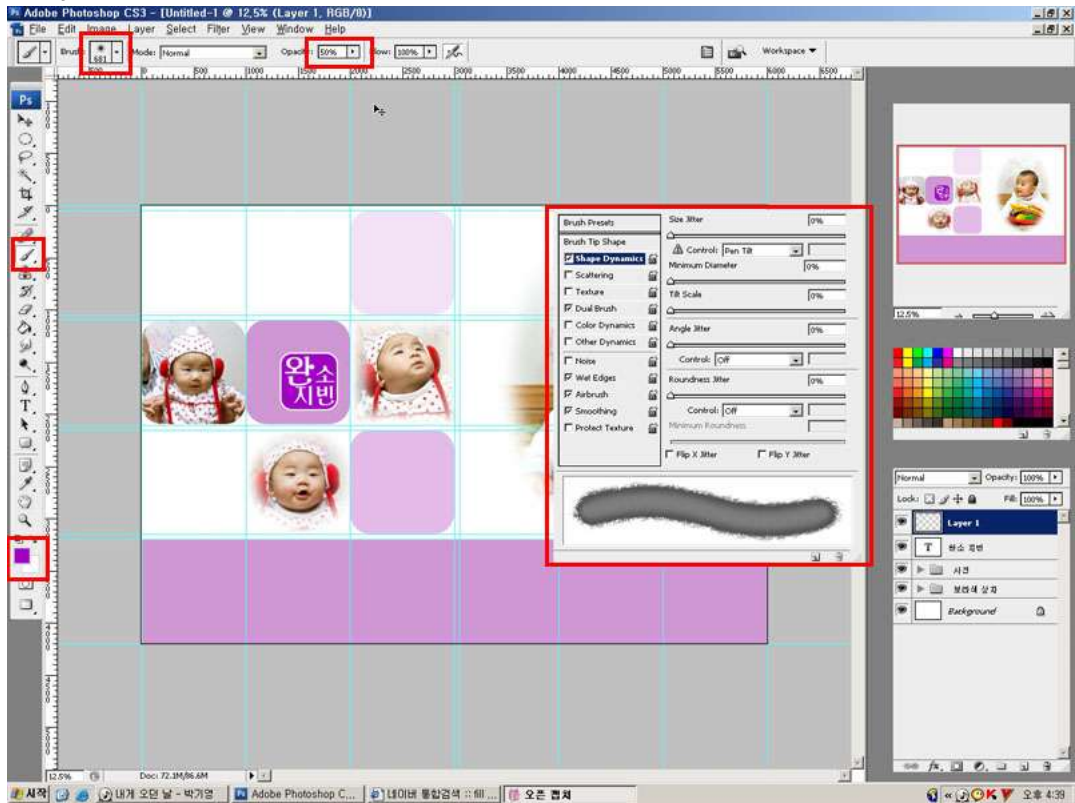 Adobe Photoshop CS3 - [Untitled-1 @ 12,5% (Layer 1, RGB/8)]
File Edit Image Layer Select Filter View Window Help
Brush: 681 Mode: Normal Opacity: 50% Flow: 100% Workspace
Ps
Brush Presets
Brush Tip Shape
Shape Dynamics
Scattering
Texture
Dual Brush
Color Dynamics
Other Dynamics
Noise
Wet Edges
Airbrush
Smoothing
Protect Texture
Size Jitter 0%
Control: Pen Tilt
Minimum Diameter 0%
Tilt Scale 0%
Angle Jitter 0%
Control: Off
Roundness Jitter 0%
Control: Off
Minimum Roundness
Flip X Jitter Flip Y Jitter
완소
지빈
12.5%
Normal Opacity: 100%
Lock: Fill: 100%
Layer 1
T 완소 지빈
사진
보라색 상자
Background
12.5% Doc: 72.1M/86.6M
시작 내게 오던 날 - 박기영 Adobe Photoshop C... 네이버 통합검색 :: fill ... 오픈 캡쳐 오후 4:39